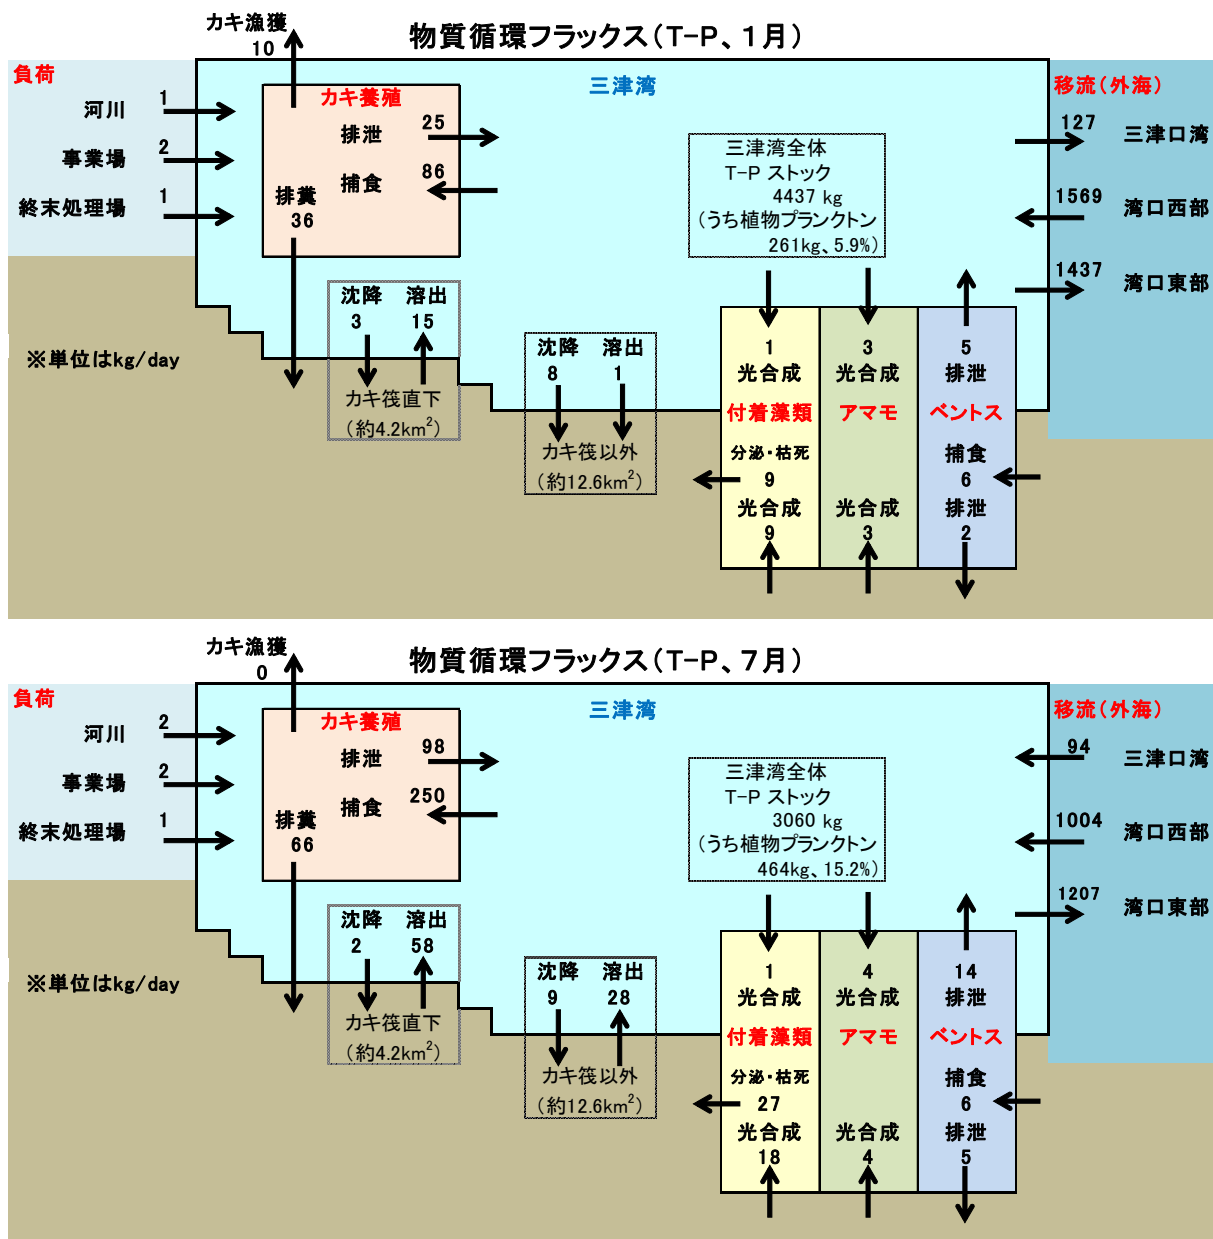 カキ漁獲
10
物質循環フラックス（T-P、1月）
負荷
河川
1
事業場
2
終末処理場
1
カキ養殖
排泄
25
捕食
86
排糞
36
三津湾
三津湾全体
T-P ストック
4437 kg
（うち植物プランクトン
261kg、5.9%）
移流（外海）
127
三津口湾
1569
湾口西部
1437
湾口東部
※単位はkg/day
沈降 溶出
3 15
カキ筏直下
（約4.2km²）
沈降 溶出
8 1
カキ筏以外
（約12.6km²）
1
光合成
付着藻類
分泌・枯死
9
光合成
9
3
光合成
アマモ
光合成
3
5
排泄
ベントス
捕食
6
排泄
2
カキ漁獲
0
物質循環フラックス（T-P、7月）
負荷
河川
2
事業場
2
終末処理場
1
カキ養殖
排泄
98
捕食
250
排糞
66
三津湾
三津湾全体
T-P ストック
3060 kg
（うち植物プランクトン
464kg、15.2%）
移流（外海）
94
三津口湾
1004
湾口西部
1207
湾口東部
※単位はkg/day
沈降 溶出
2 58
カキ筏直下
（約4.2km²）
沈降 溶出
9 28
カキ筏以外
（約12.6km²）
1
光合成
付着藻類
分泌・枯死
27
光合成
18
4
光合成
アマモ
光合成
4
14
排泄
ベントス
捕食
6
排泄
5